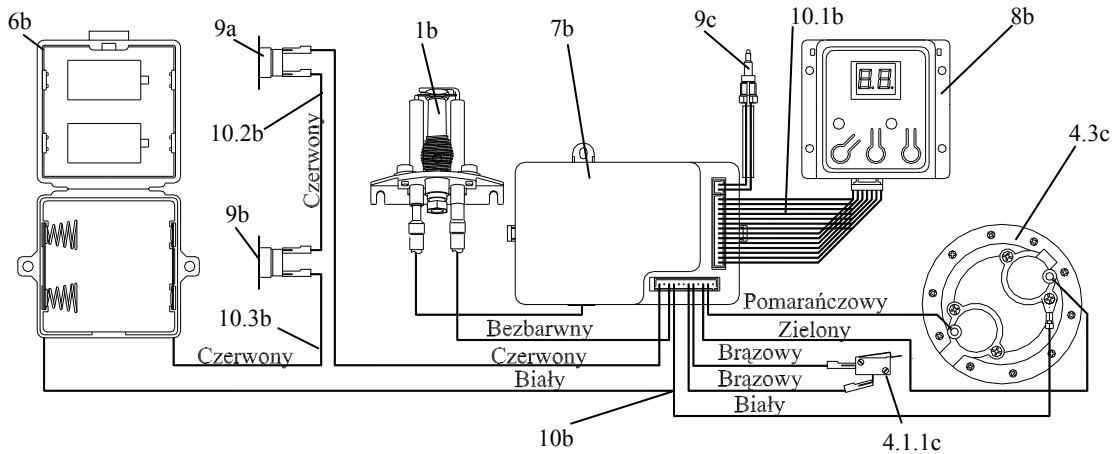 6b
9a
1b
7b
9c
10.1b
8b
10.2b
Czerwony
4.3c
9b
10.3b
Pomarańczowy
Bezbarwny
Zielony
Czerwony
Czerwony
Brązowy
Biały
Brązowy
Biały
10b
4.1.1c